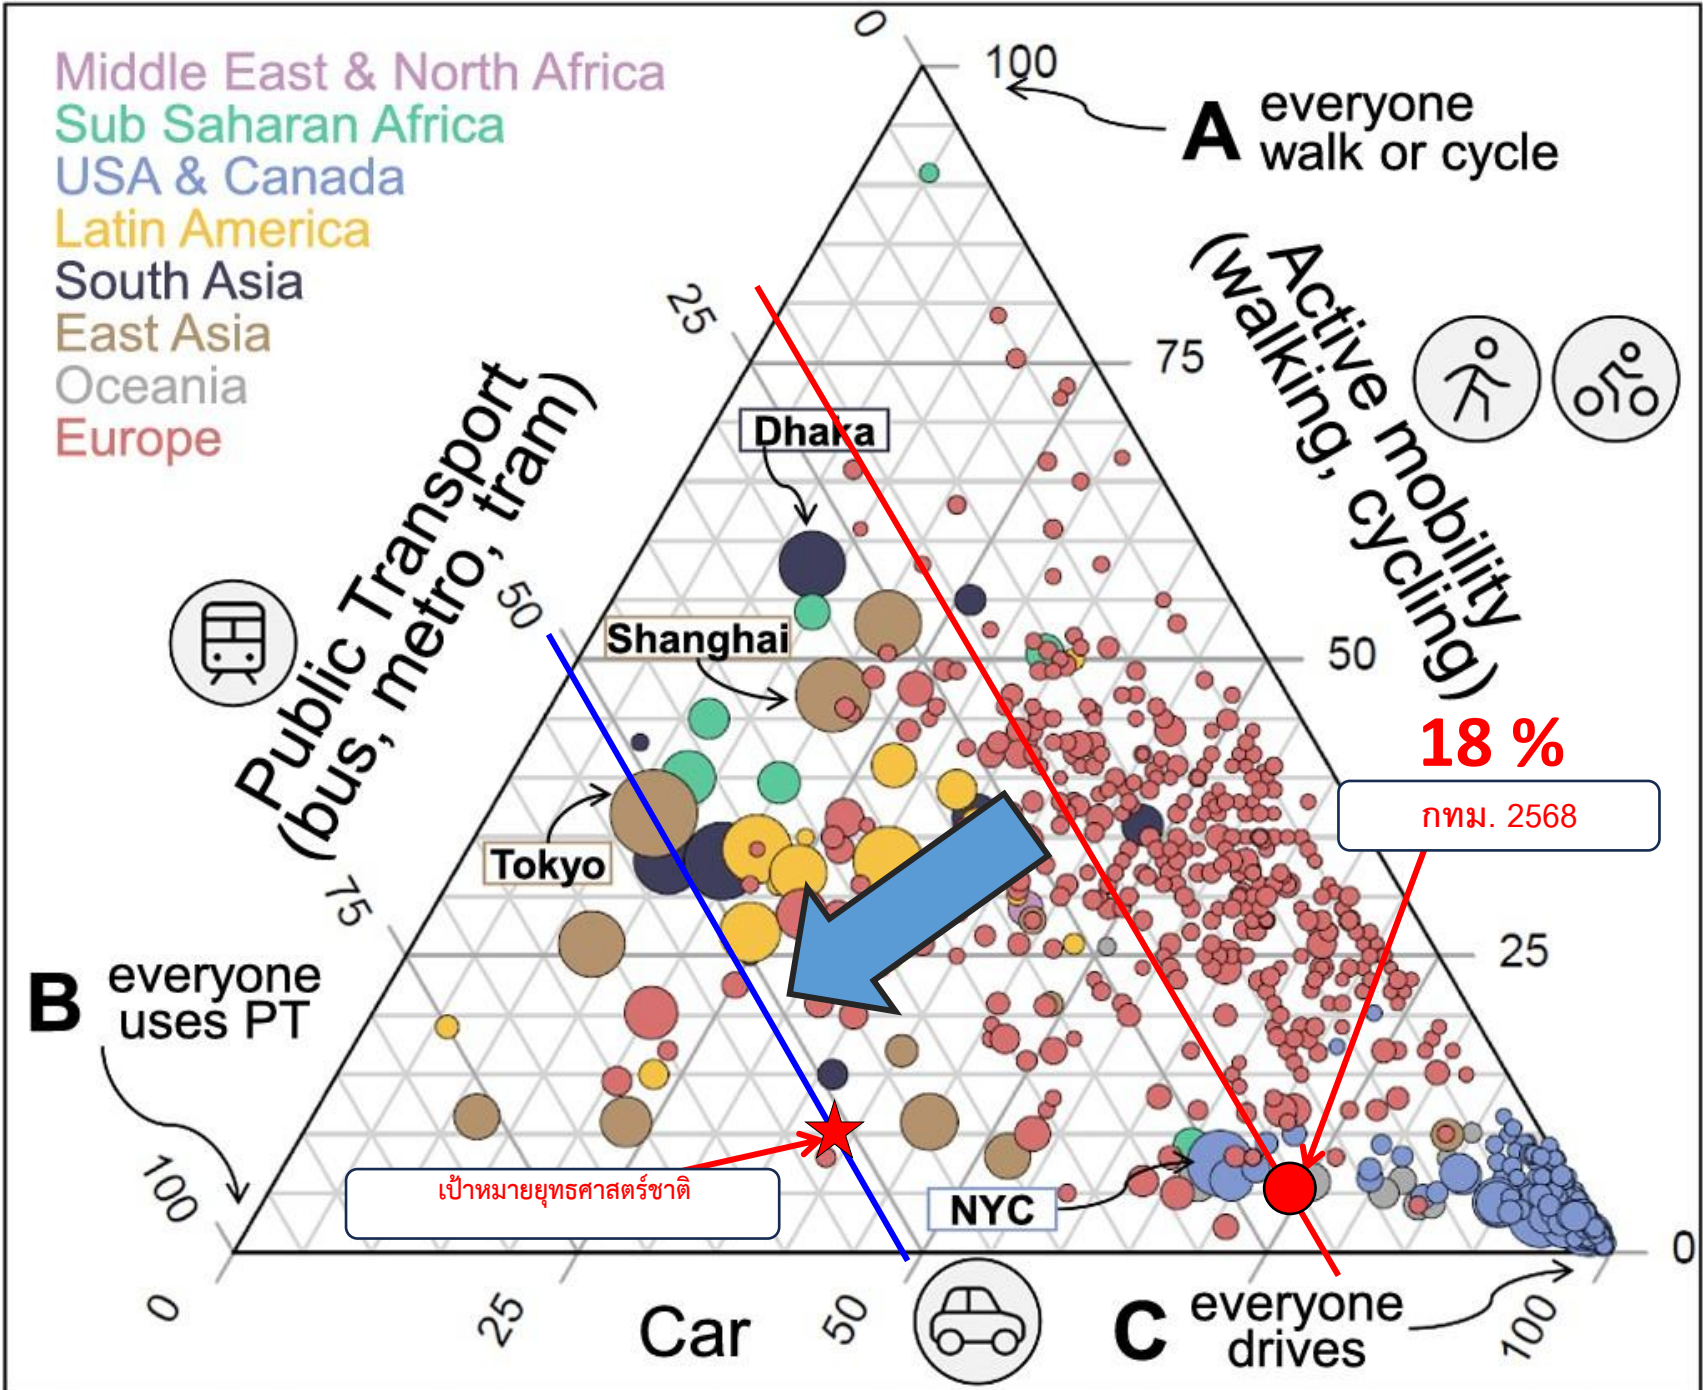 Middle East & North Africa
Sub Saharan Africa
USA & Canada
Latin America
South Asia
East Asia
Oceania
Europe
0
100
A everyone
walk or cycle
Active mobility
(walking, cycling)
25
75
Public Transport
(bus, metro, tram)
Dhaka
50
Shanghai
50
18 %
กทม. 2568
Tokyo
75
25
B everyone
uses PT
100
เป้าหมายยุทธศาสตร์ชาติ
NYC
0
0
25
Car
50
C everyone
drives
100